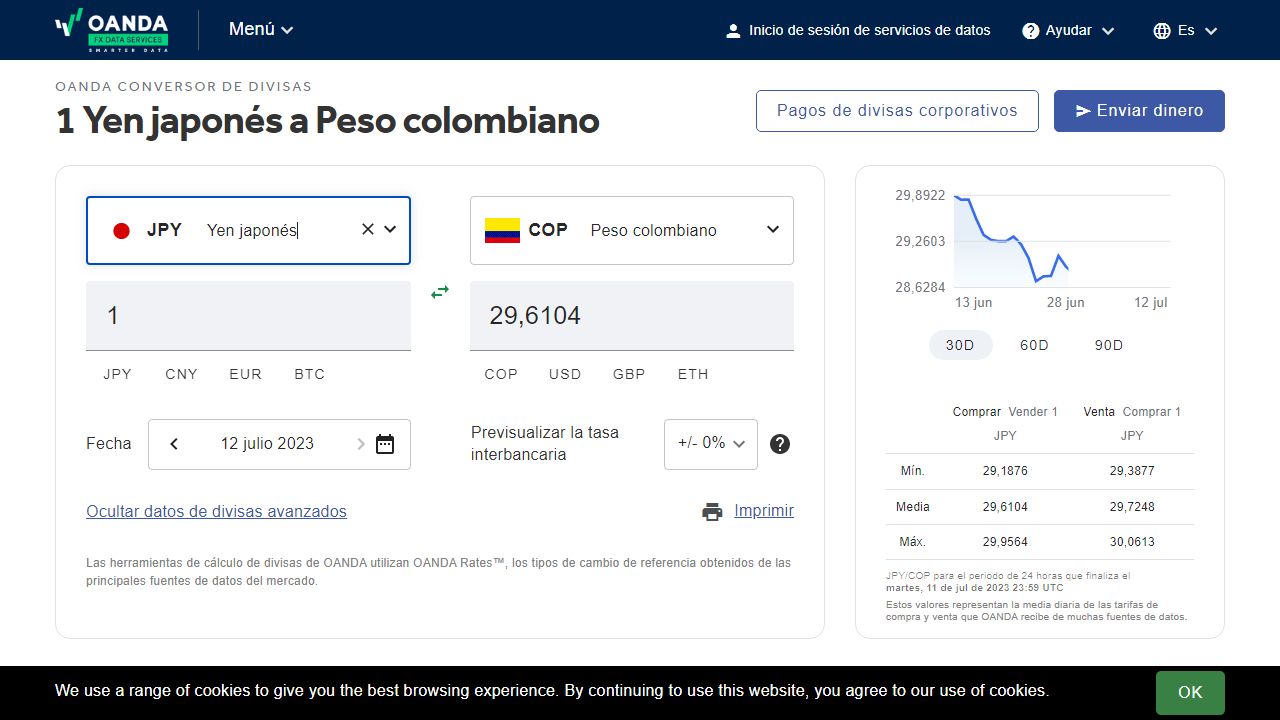 OANDA
FX DATA SERVICES
SMARTER DATA
Menú
Inicio de sesión de servicios de datos
Ayudar
Es
OANDA CONVERSOR DE DIVISAS
1 Yen japonés a Peso colombiano
Pagos de divisas corporativos
Enviar dinero
JPY Yen japonés
COP Peso colombiano
1
29,6104
JPY CNY EUR BTC
COP USD GBP ETH
Fecha
12 julio 2023
Previsualizar la tasa
interbancaria
+/- 0%
Ocultar datos de divisas avanzados
Imprimir
Las herramientas de cálculo de divisas de OANDA utilizan OANDA Rates™, los tipos de cambio de referencia obtenidos de las
principales fuentes de datos del mercado.
29,8922
29,2603
28,6284
13 jun 28 jun 12 jul
30D 60D 90D
Comprar Vender 1 Venta Comprar 1
JPY JPY
Mín. 29,1876 29,3877
Media 29,6104 29,7248
Máx. 29,9564 30,0613
JPY/COP para el periodo de 24 horas que finaliza el
martes, 11 de jul de 2023 23:59 UTC
Estos valores representan la media diaria de las tarifas de
compra y venta que OANDA recibe de muchas fuentes de datos.
We use a range of cookies to give you the best browsing experience. By continuing to use this website, you agree to our use of cookies.
OK